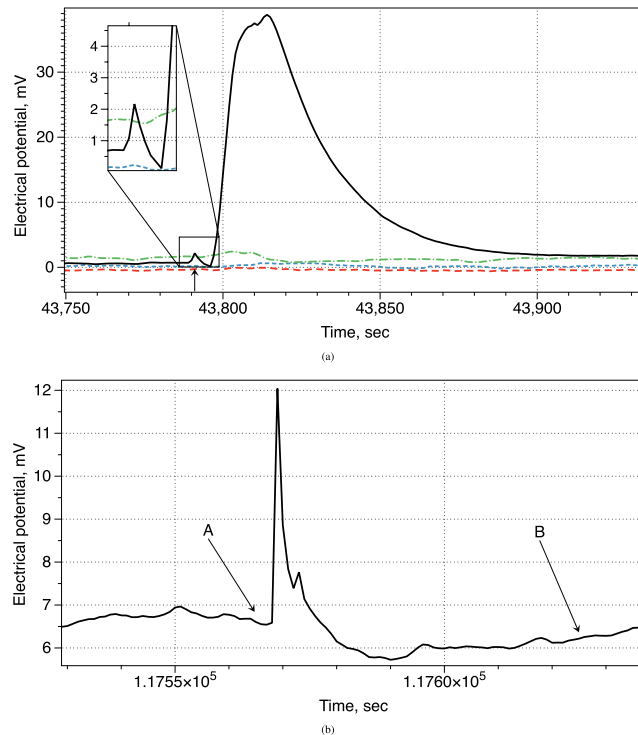 4
3
2
1
30
20
10
0
Electrical potential, mV
43,750
43,800
43,850
43,900
Time, sec
(a)
12
11
10
9
8
7
6
Electrical potential, mV
A
B
1.1755×10⁵
1.1760×10⁵
Time, sec
(b)